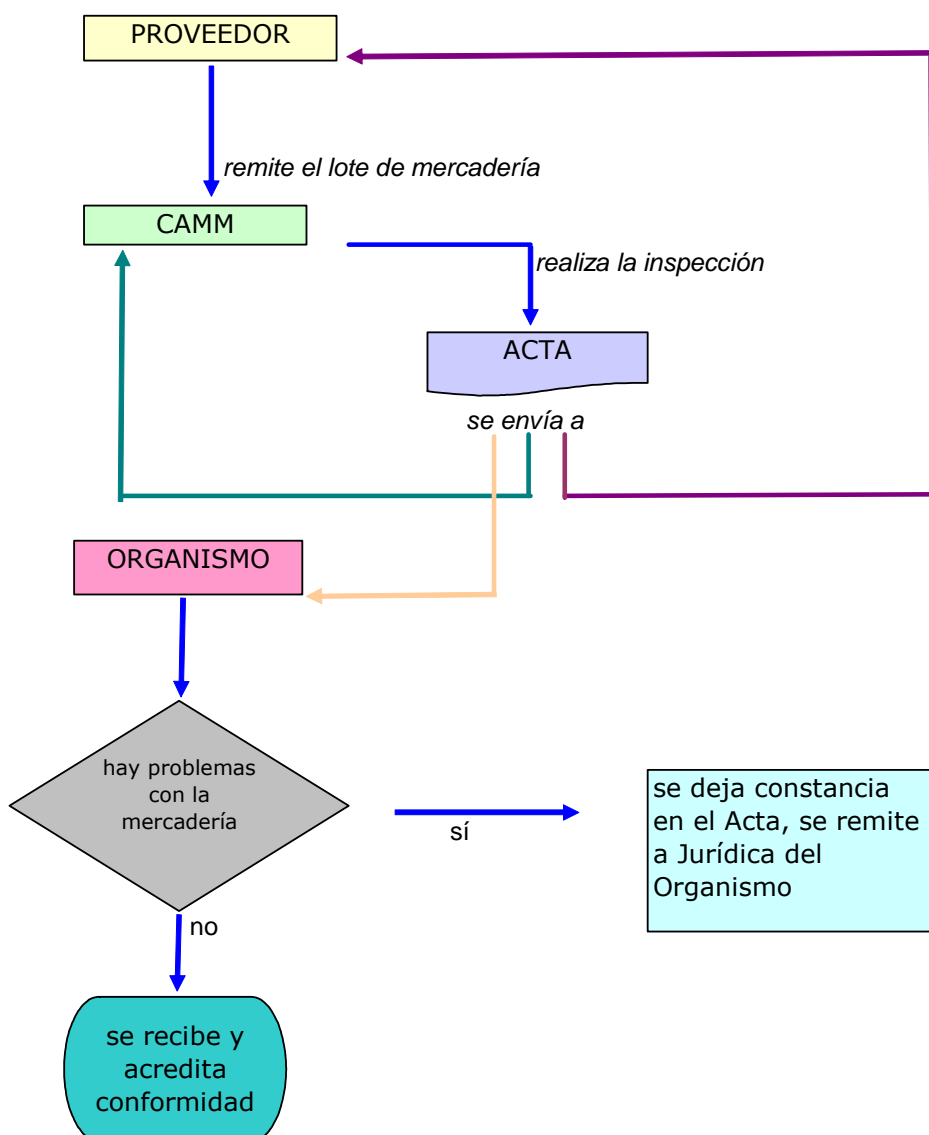 PROVEEDOR
remite el lote de mercadería
CAMM
realiza la inspección
ACTA
se envía a
ORGANISMO
hay problemas
con la
mercadería
sí
se deja constancia
en el Acta, se remite
a Jurídica del
Organismo
no
se recibe y
acredita
conformidad